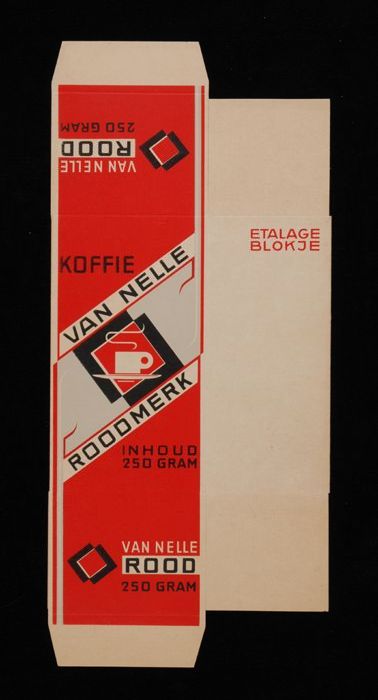 250 GRAM
ROOD
VAN NELLE
ETALAGE
BLOKJE
KOFFIE
VAN NELLE
ROODMERK
INHOUD
250 GRAM
VAN NELLE
ROOD
250 GRAM